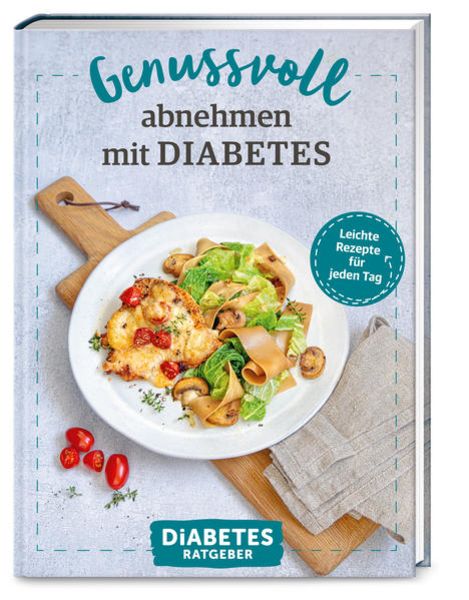 Genussvoll
abnehmen
mit DIABETES
Leichte
Rezepte
für
jeden Tag
DiABETES
RATGEBER